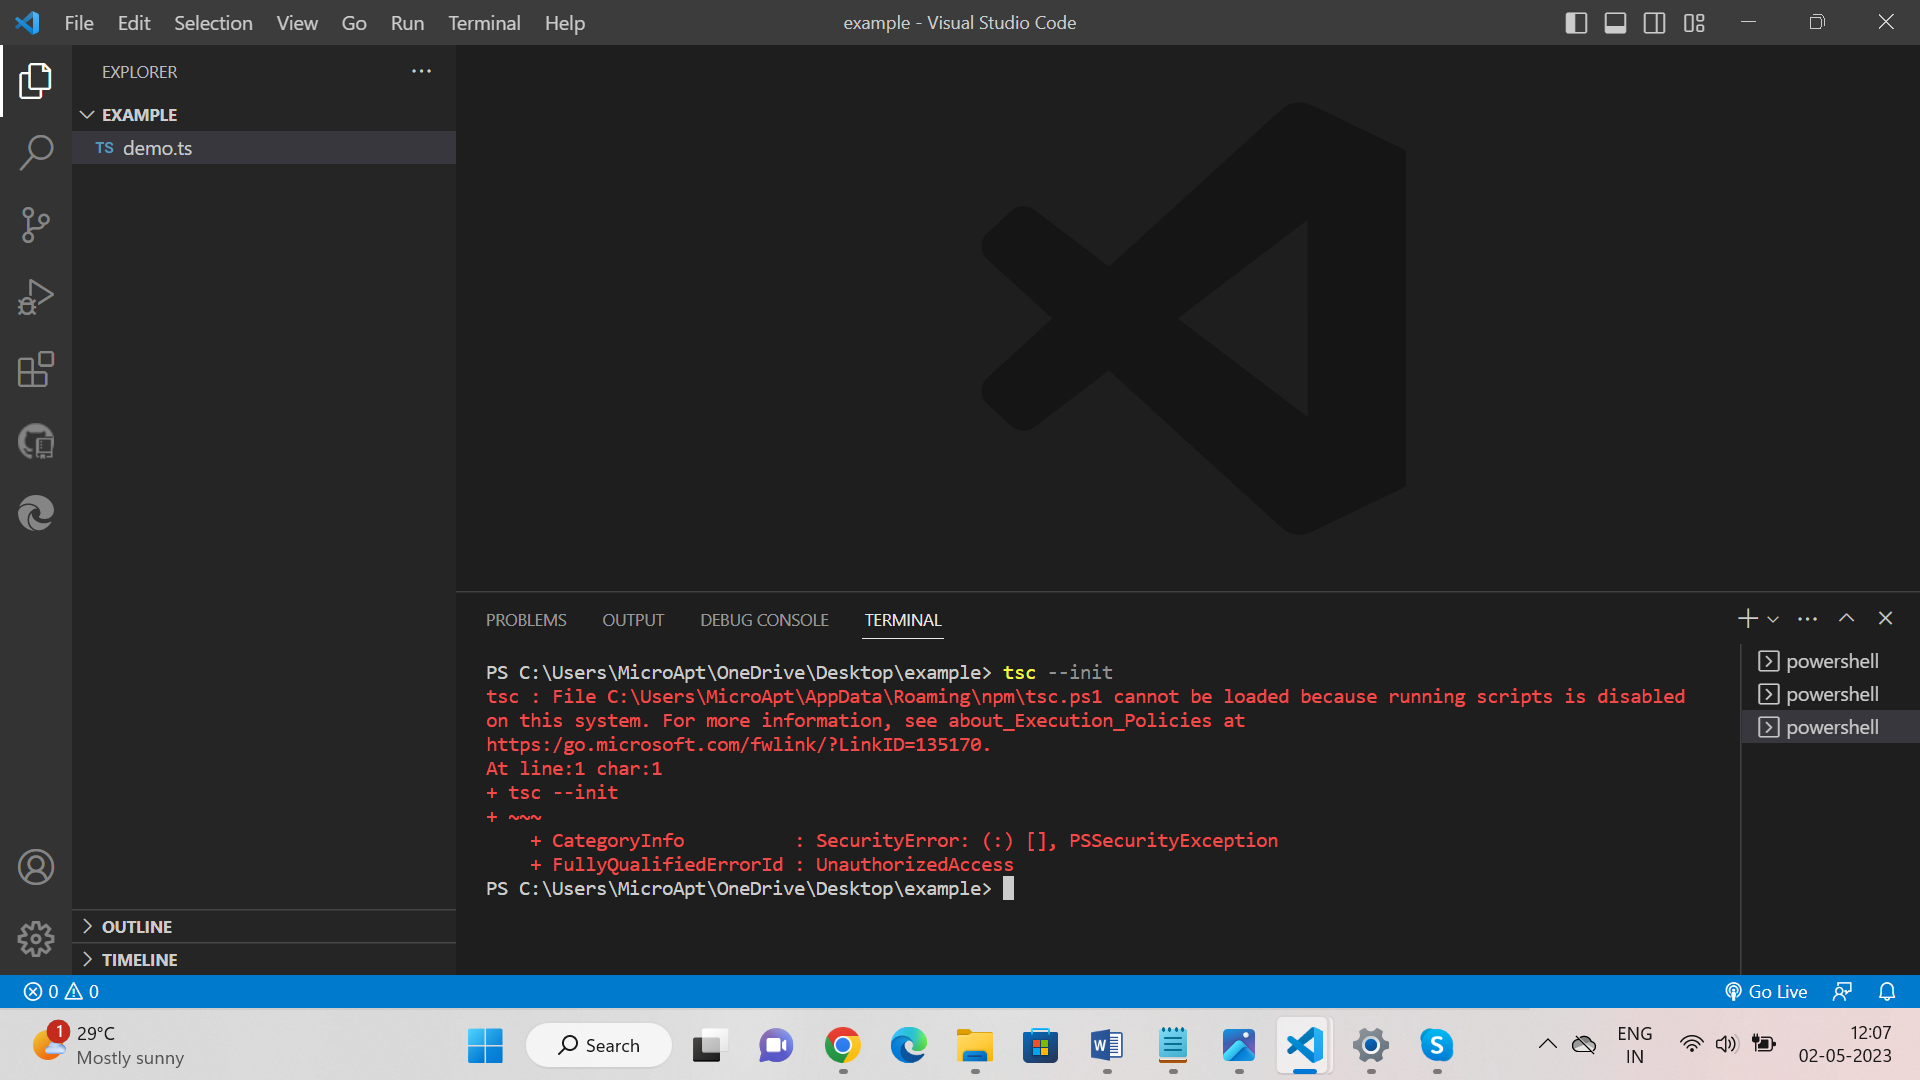 File Edit Selection View Go Run Terminal Help
example - Visual Studio Code
EXPLORER
EXAMPLE
TS demo.ts
OUTLINE
TIMELINE
PROBLEMS OUTPUT DEBUG CONSOLE TERMINAL
PS C:\Users\MicroApt\OneDrive\Desktop\example> tsc --init
tsc : File C:\Users\MicroApt\AppData\Roaming\npm\tsc.ps1 cannot be loaded because running scripts is disabled
on this system. For more information, see about_Execution_Policies at
https:/go.microsoft.com/fwlink/?LinkID=135170.
At line:1 char:1
+ tsc --init
+ ~~~
+ CategoryInfo : SecurityError: (:) [], PSSecurityException
+ FullyQualifiedErrorId : UnauthorizedAccess
PS C:\Users\MicroApt\OneDrive\Desktop\example>
powershell
powershell
powershell
0 0
Go Live
1
29°C
Mostly sunny
Search
W
S
ENG
IN
12:07
02-05-2023